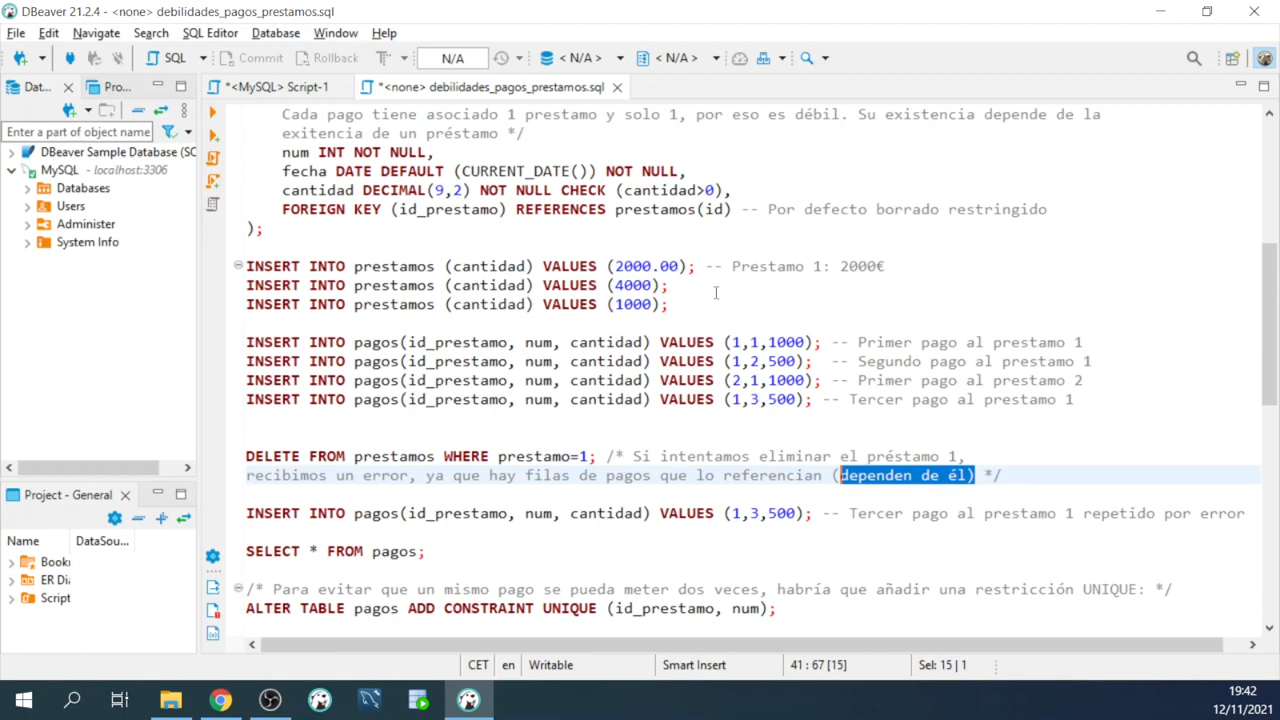 DBeaver 21.2.4 - <none> debilidades_pagos_prestamos.sql
File Edit Navigate Search SQL Editor Database Window Help
SQL Commit Rollback N/A < N/A > < N/A >
Dat... Pro... *<MySQL> Script-1 *<none> debilidades_pagos_prestamos.sql
Enter a part of object name
DBeaver Sample Database (SC
MySQL - localhost:3306
Databases
Users
Administer
System Info
Cada pago tiene asociado 1 prestamo y solo 1, por eso es débil. Su existencia depende de la
exitencia de un préstamo */
num INT NOT NULL,
fecha DATE DEFAULT (CURRENT_DATE()) NOT NULL,
cantidad DECIMAL(9,2) NOT NULL CHECK (cantidad>0),
FOREIGN KEY (id_prestamo) REFERENCES prestamos(id) -- Por defecto borrado restringido
);
INSERT INTO prestamos (cantidad) VALUES (2000.00); -- Prestamo 1: 2000€
INSERT INTO prestamos (cantidad) VALUES (4000);
INSERT INTO prestamos (cantidad) VALUES (1000);
INSERT INTO pagos(id_prestamo, num, cantidad) VALUES (1,1,1000); -- Primer pago al prestamo 1
INSERT INTO pagos(id_prestamo, num, cantidad) VALUES (1,2,500); -- Segundo pago al prestamo 1
INSERT INTO pagos(id_prestamo, num, cantidad) VALUES (2,1,1000); -- Primer pago al prestamo 2
INSERT INTO pagos(id_prestamo, num, cantidad) VALUES (1,3,500); -- Tercer pago al prestamo 1
DELETE FROM prestamos WHERE prestamo=1; /* Si intentamos eliminar el préstamo 1,
recibimos un error, ya que hay filas de pagos que lo referencian (dependen de él) */
INSERT INTO pagos(id_prestamo, num, cantidad) VALUES (1,3,500); -- Tercer pago al prestamo 1 repetido por error
SELECT * FROM pagos;
/* Para evitar que un mismo pago se pueda meter dos veces, habría que añadir una restricción UNIQUE: */
ALTER TABLE pagos ADD CONSTRAINT UNIQUE (id_prestamo, num);
Project - General
Name DataSou...
Bookr
ER Di
Script
CET en Writable Smart Insert 41 : 67 [15] Sel: 15 | 1
19:42
12/11/2021